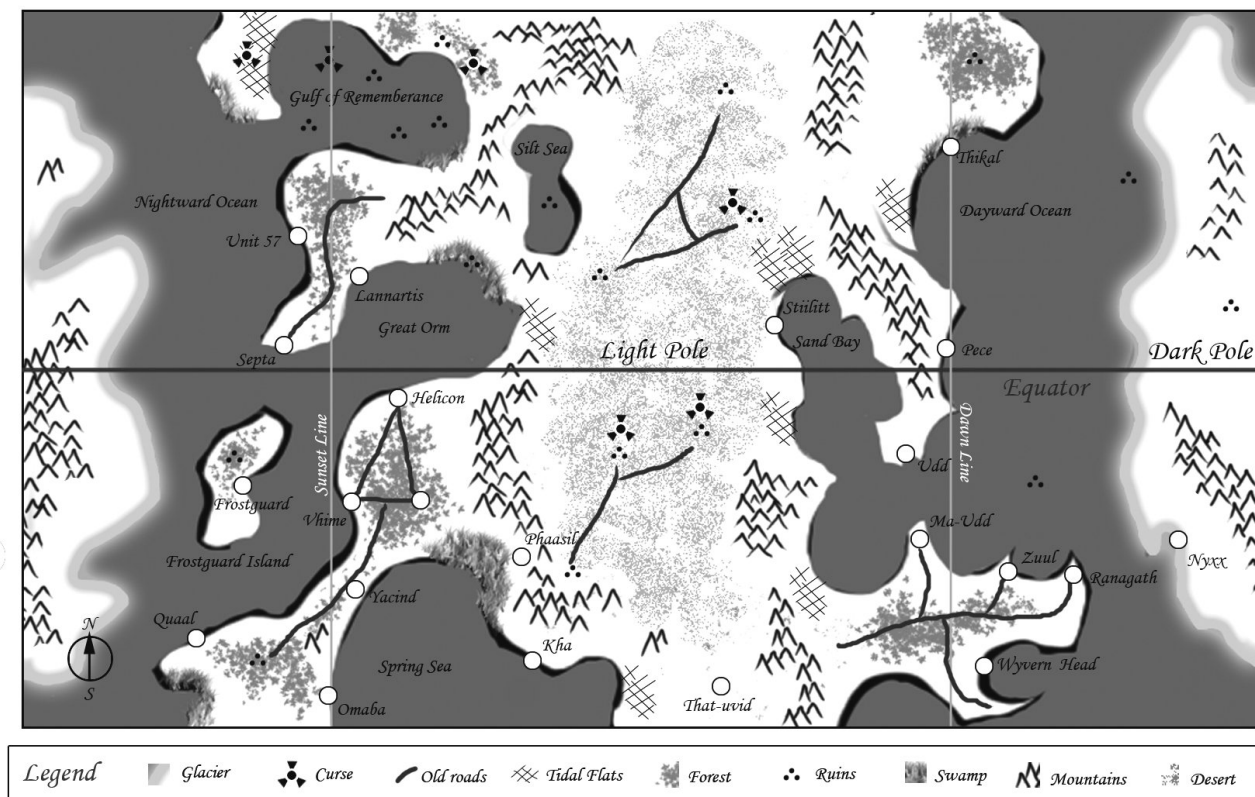 Gulf of Rememberance
Silt Sea
Thikal
Nightward Ocean
Dayward Ocean
Unit 57
Lannartis
Great Orm
Stiilitt
Sand Bay
Septa
Light Pole
Pece
Dark Pole
Equator
Helicon
Sunset Line
Dawn Line
Udd
Frostguard
Vhime
Ma-Udd
Frostguard Island
Phaasil
Zuul
Ranagath
Nyxx
Yacind
Quaal
N
S
Spring Sea
Kha
Wyvern Head
Omaba
That-uvid
Legend
Glacier
Curse
Old roads
Tidal Flats
Forest
Ruins
Swamp
Mountains
Desert